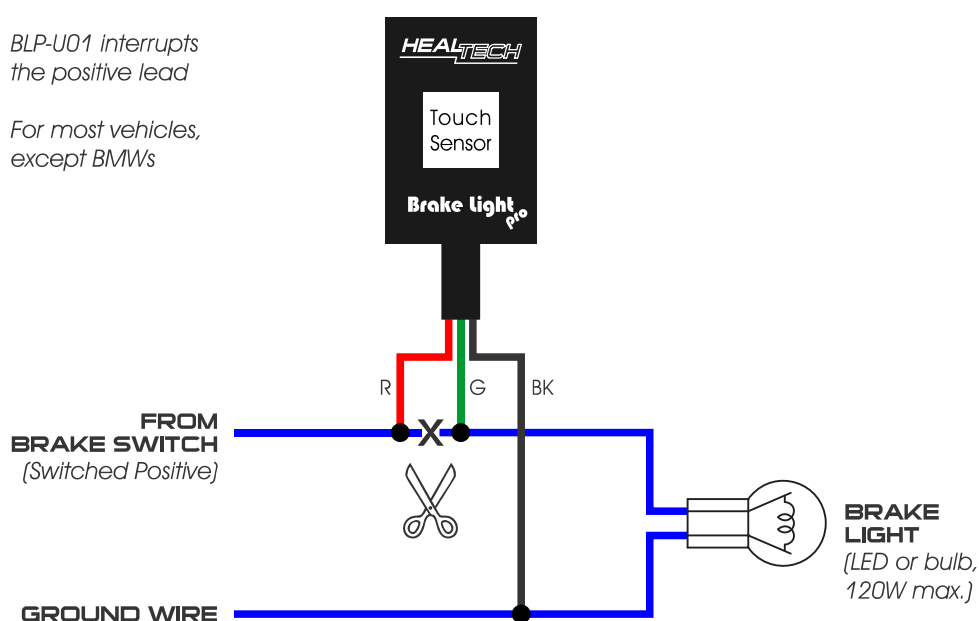 BLP-U01 interrupts
the positive lead
For most vehicles,
except BMWs
HEALTECH
Touch
Sensor
Brake Light
pro
R
G
BK
X
FROM
BRAKE SWITCH
(Switched Positive)
BRAKE
LIGHT
(LED or bulb,
120W max.)
GROUND WIRE